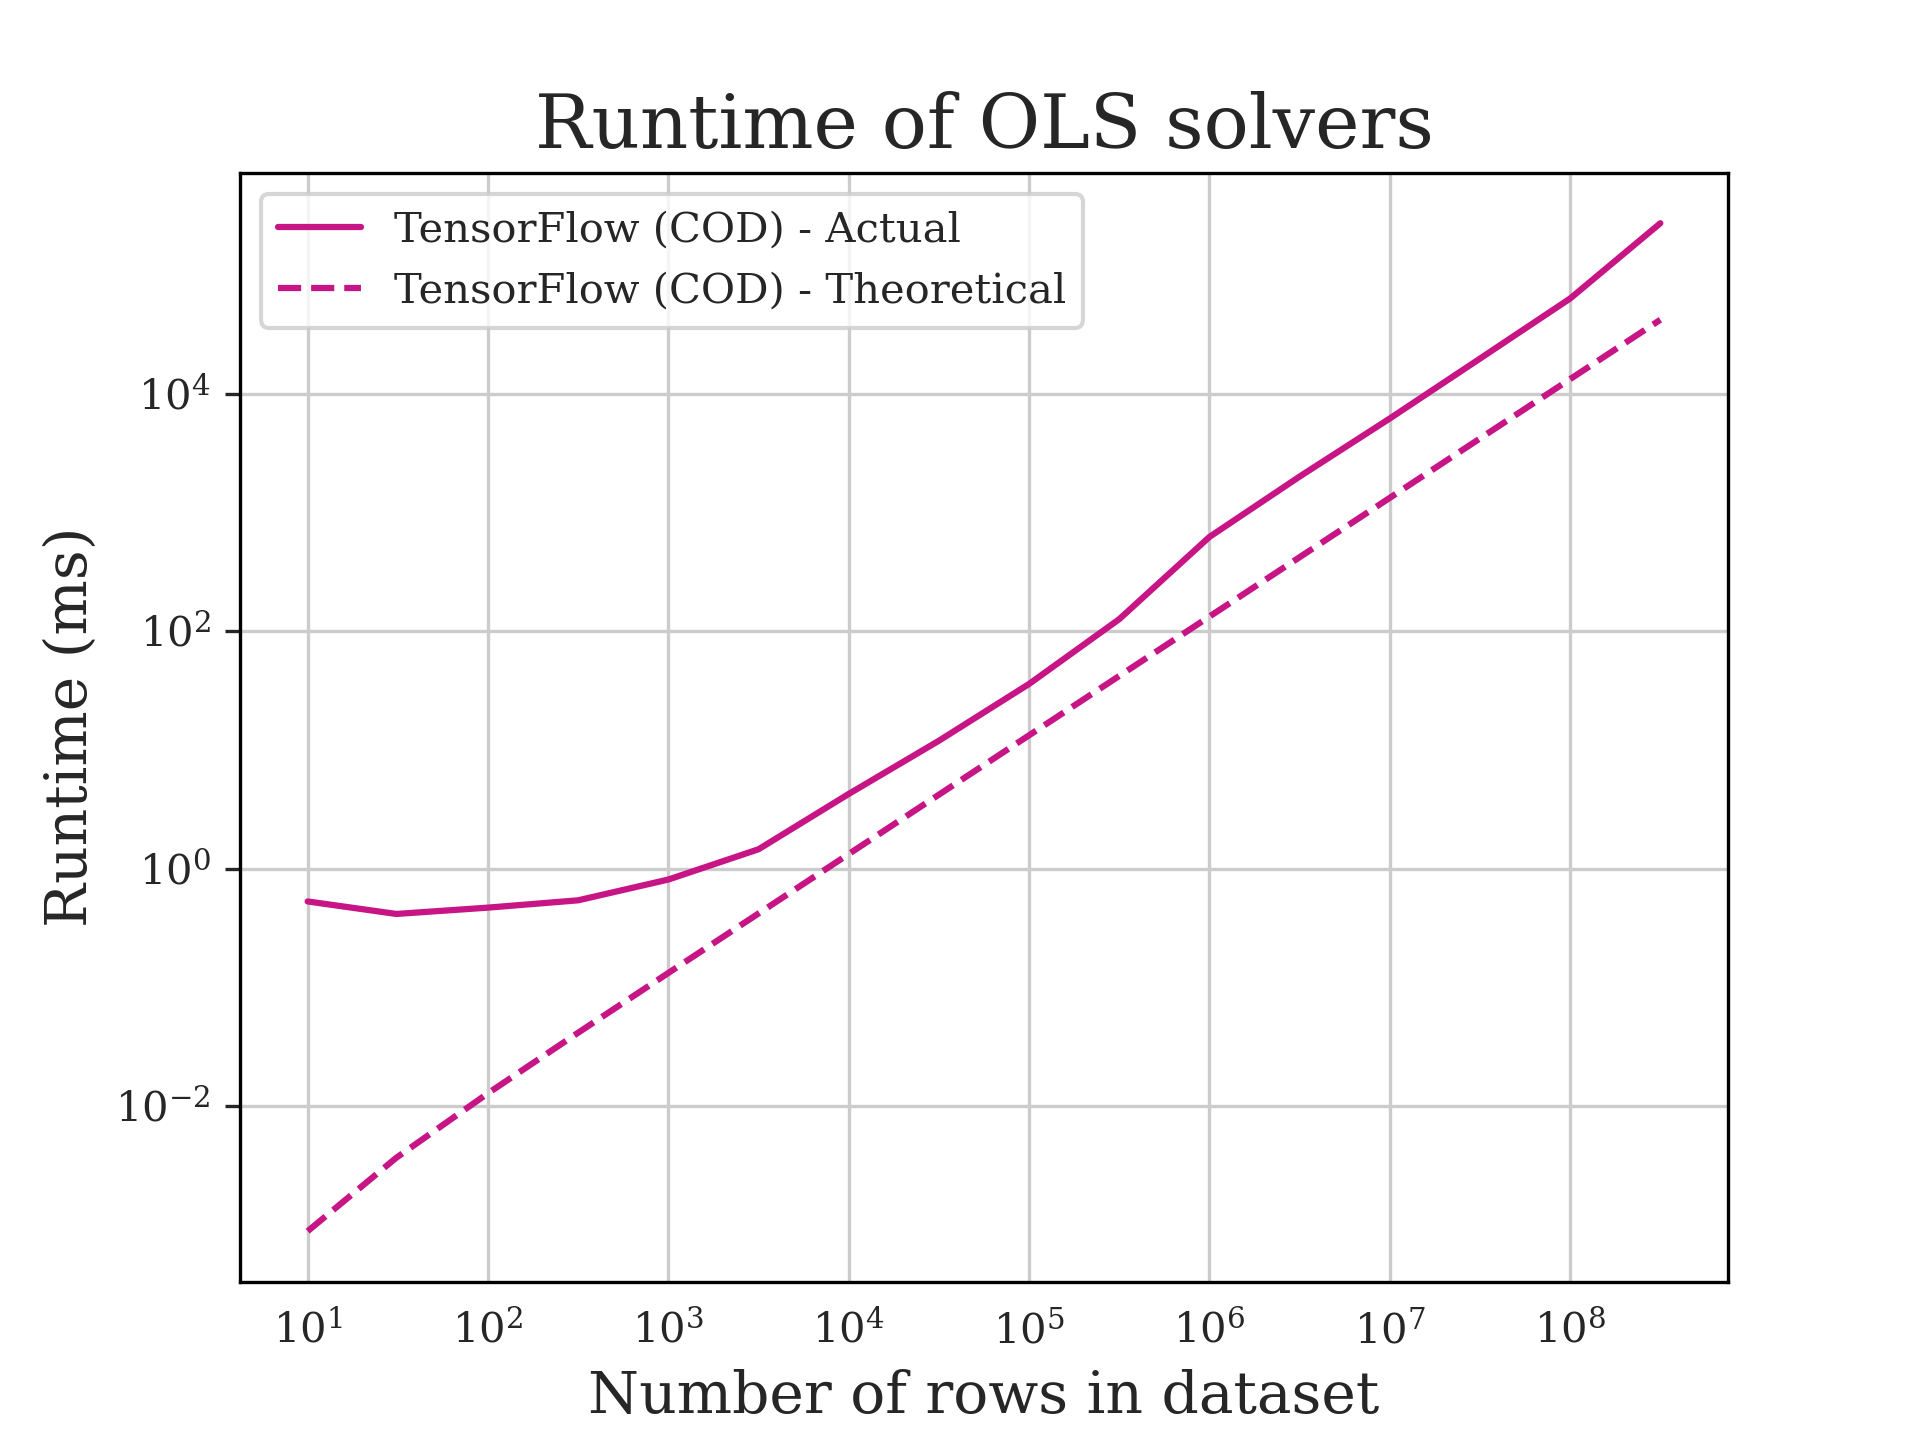 Runtime of OLS solvers
TensorFlow (COD) - Actual
TensorFlow (COD) - Theoretical
Runtime (ms)
10⁴
10²
10⁰
10⁻²
10¹ 10² 10³ 10⁴ 10⁵ 10⁶ 10⁷ 10⁸
Number of rows in dataset